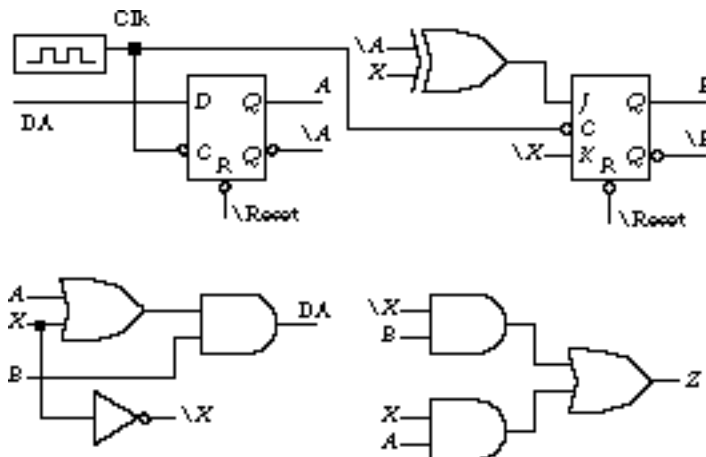 Clk
\A
X
DA
D Q A
C Q \A
R
\Reset
J Q
C
\X K Q
R
\Reset
A
X
B
DA
\X
\X
B
X
A
Z